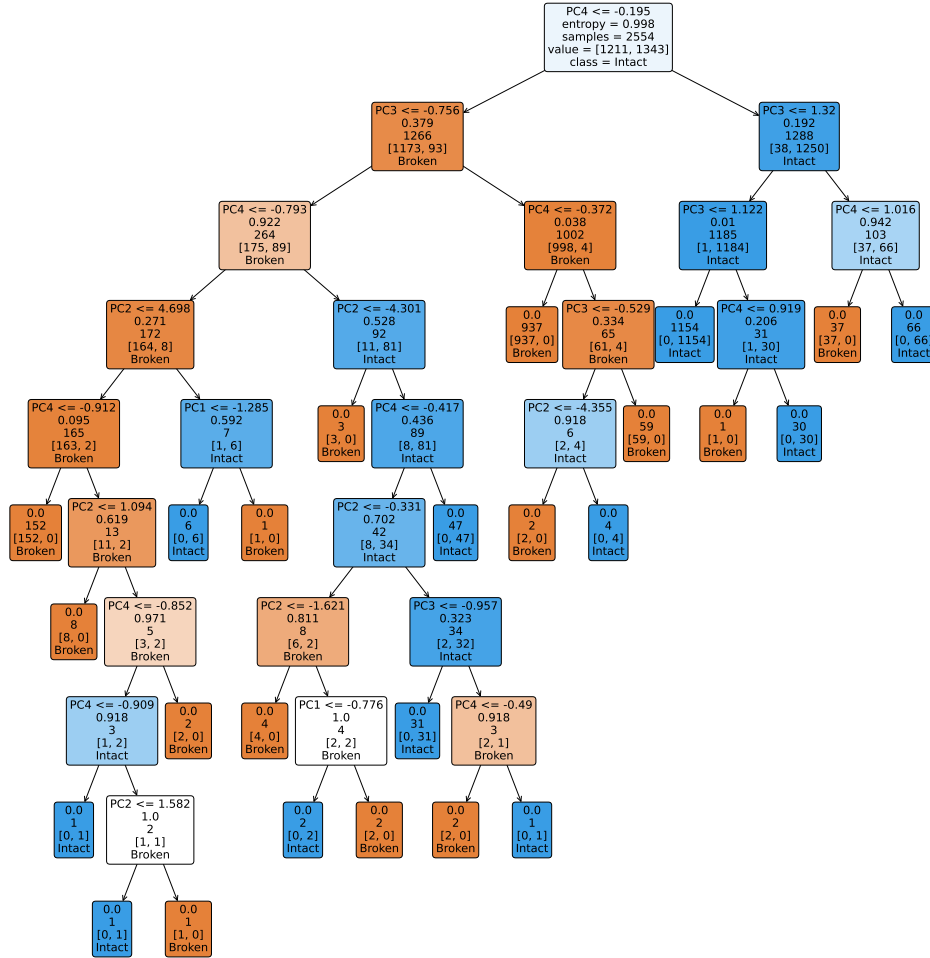 PC4 <= -0.195
entropy = 0.998
samples = 2554
value = [1211, 1343]
class = Intact
PC3 <= -0.756
0.379
1266
[1173, 93]
Broken
PC3 <= 1.32
0.192
1288
[38, 1250]
Intact
PC4 <= -0.793
0.922
264
[175, 89]
Broken
PC4 <= -0.372
0.038
1002
[998, 4]
Broken
PC3 <= 1.122
0.01
1185
[1, 1184]
Intact
PC4 <= 1.016
0.942
103
[37, 66]
Intact
PC2 <= 4.698
0.271
172
[164, 8]
Broken
PC2 <= -4.301
0.528
92
[11, 81]
Intact
0.0
937
[937, 0]
Broken
PC3 <= -0.529
0.334
65
[61, 4]
Broken
0.0
1154
[0, 1154]
Intact
PC4 <= 0.919
0.206
31
[1, 30]
Intact
0.0
37
[37, 0]
Broken
0.0
66
[0, 66]
Intact
PC4 <= -0.912
0.095
165
[163, 2]
Broken
PC1 <= -1.285
0.592
7
[1, 6]
Intact
0.0
3
[3, 0]
Broken
PC4 <= -0.417
0.436
89
[8, 81]
Intact
PC2 <= -4.355
0.918
6
[2, 4]
Intact
0.0
59
[59, 0]
Broken
0.0
1
[1, 0]
Broken
0.0
30
[0, 30]
Intact
0.0
152
[152, 0]
Broken
PC2 <= 1.094
0.619
13
[11, 2]
Broken
0.0
6
[0, 6]
Intact
0.0
1
[1, 0]
Broken
PC2 <= -0.331
0.702
42
[8, 34]
Intact
0.0
47
[0, 47]
Intact
0.0
2
[2, 0]
Broken
0.0
4
[0, 4]
Intact
0.0
8
[8, 0]
Broken
PC4 <= -0.852
0.971
5
[3, 2]
Broken
PC2 <= -1.621
0.811
8
[6, 2]
Broken
PC3 <= -0.957
0.323
34
[2, 32]
Intact
PC4 <= -0.909
0.918
3
[1, 2]
Intact
0.0
2
[2, 0]
Broken
0.0
4
[4, 0]
Broken
PC1 <= -0.776
1.0
4
[2, 2]
Broken
0.0
31
[0, 31]
Intact
PC4 <= -0.49
0.918
3
[2, 1]
Broken
0.0
1
[0, 1]
Intact
PC2 <= 1.582
1.0
2
[1, 1]
Broken
0.0
2
[0, 2]
Intact
0.0
2
[2, 0]
Broken
0.0
2
[2, 0]
Broken
0.0
1
[0, 1]
Intact
0.0
1
[0, 1]
Intact
0.0
1
[1, 0]
Broken